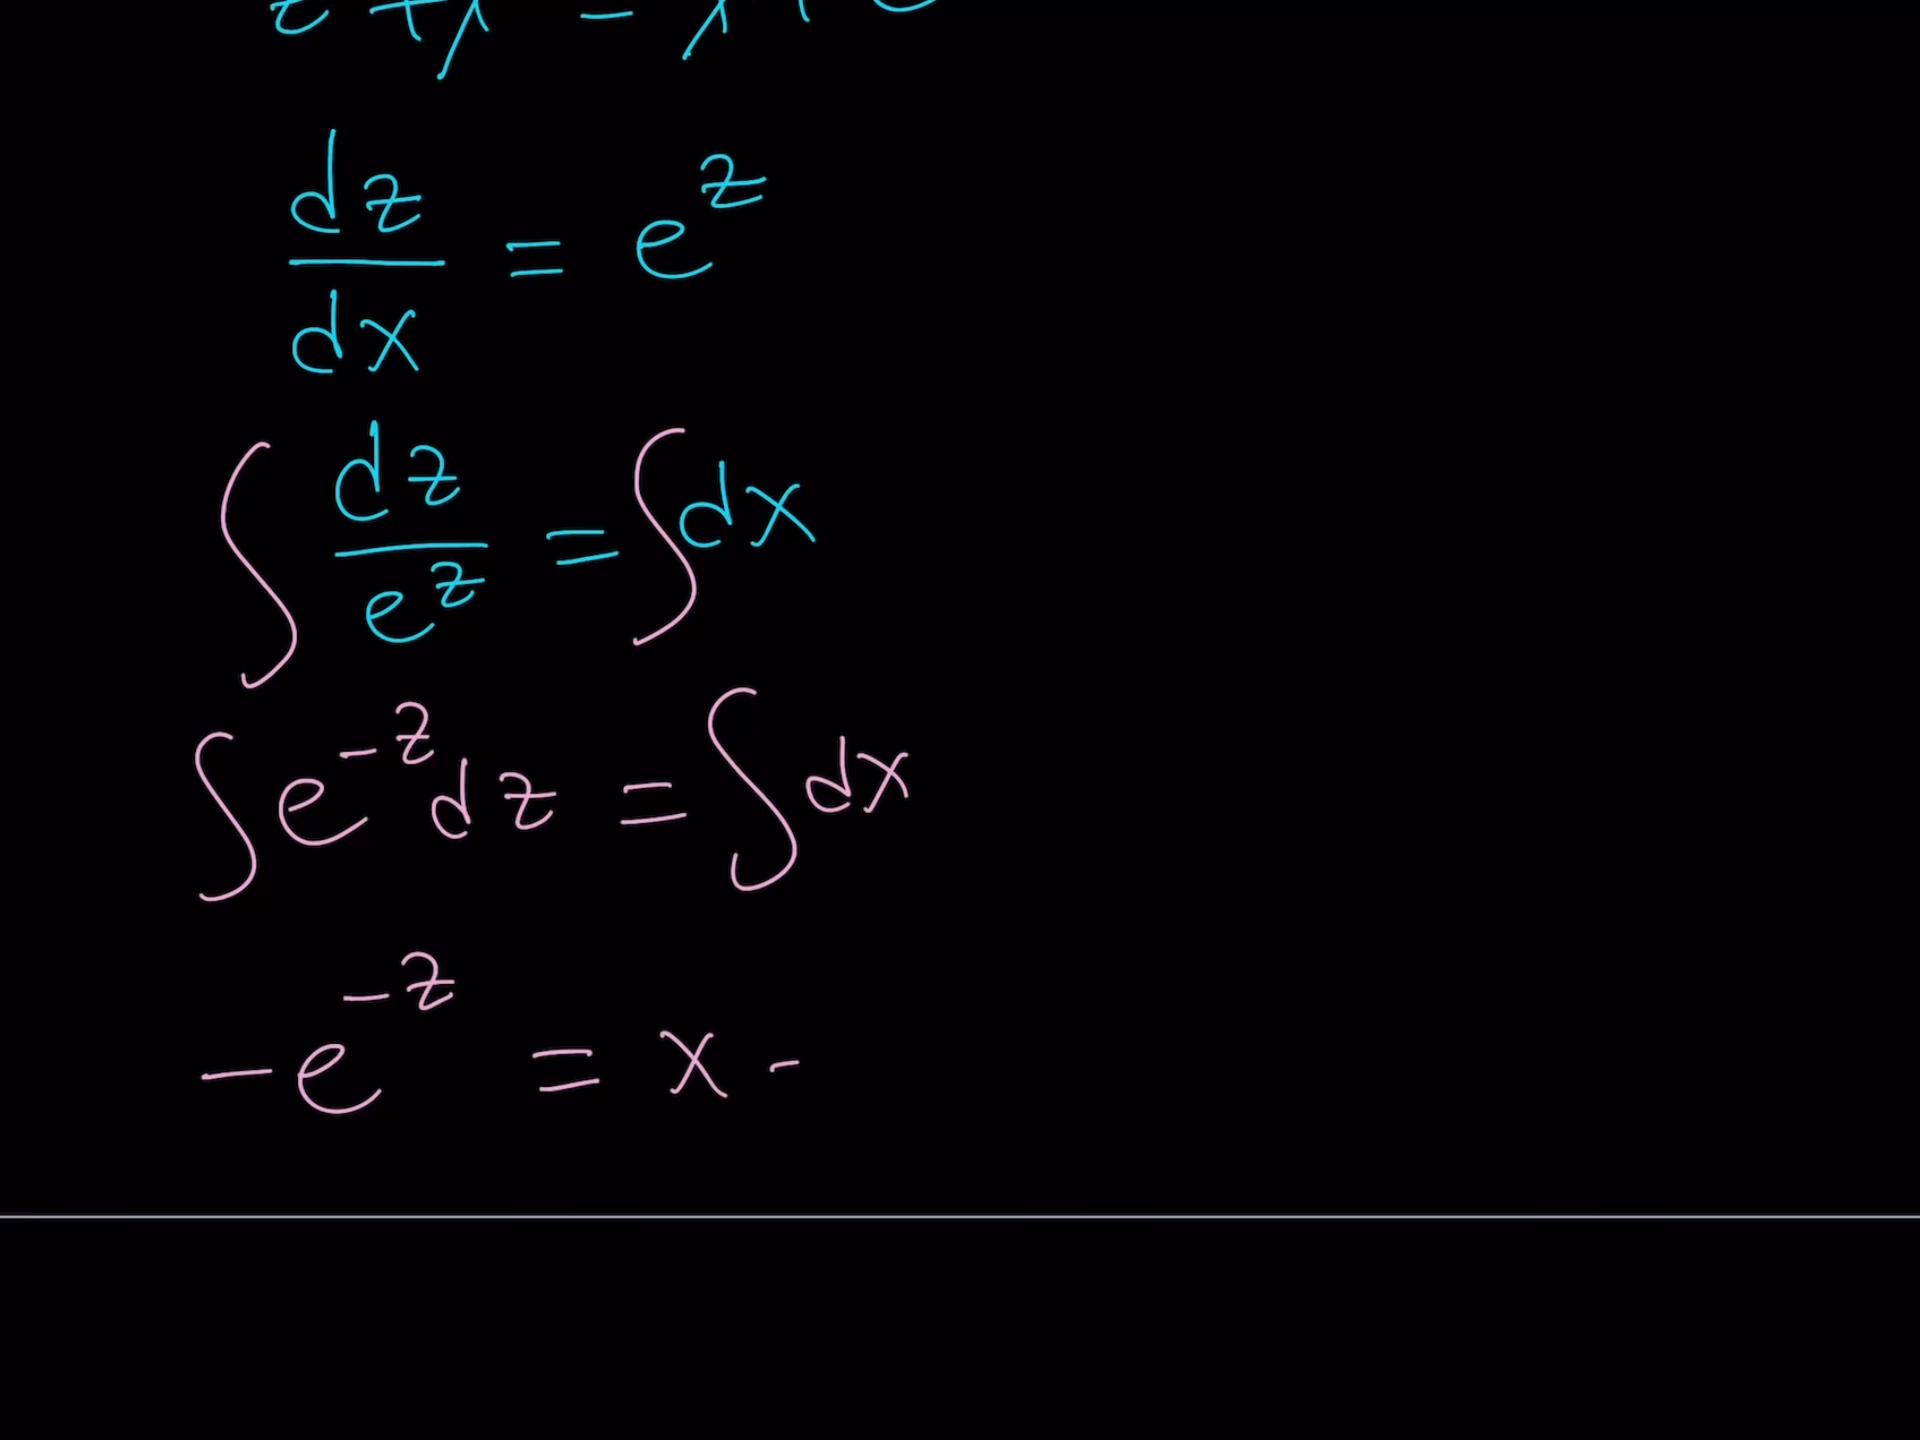 dz/dx = e^z
∫ dz/e^z = ∫ dx
∫ e^-z dz = ∫ dx
-e^-z = x -